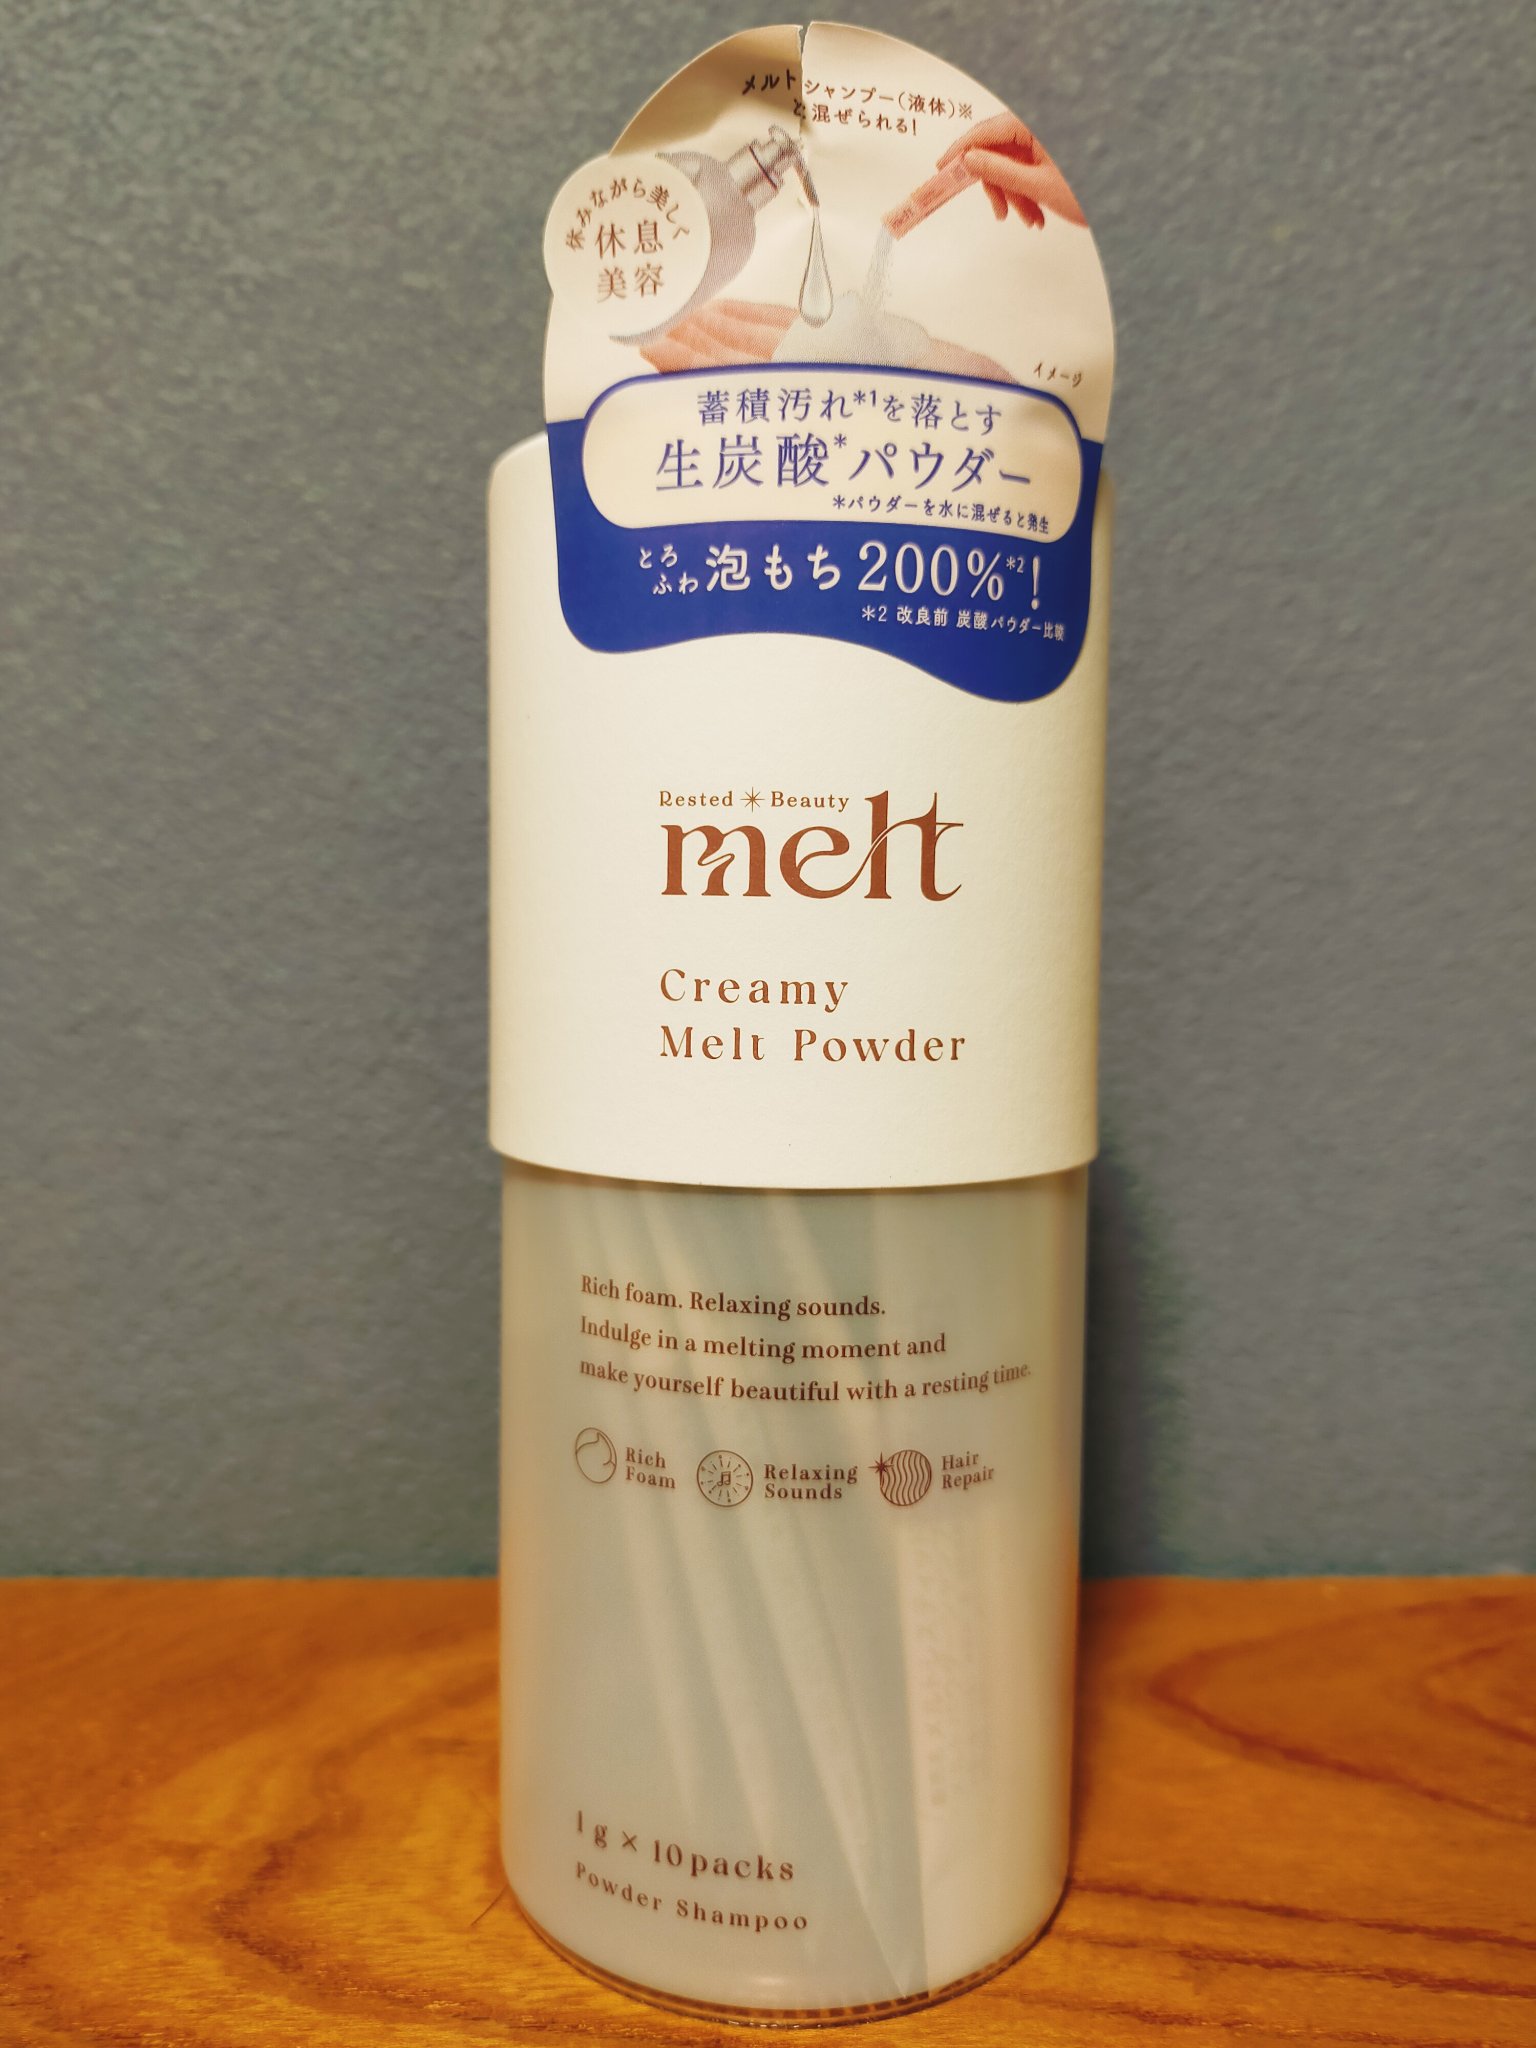 メルトシャンプー(液体)※
と混ぜられる!
休みながら美しく
休息
美容
イメージ
蓄積汚れ*1を落とす
生炭酸*パウダー
*パウダーを水に混ぜると発生
とろ
ふわ
泡もち200%*2!
*2 改良前 炭酸パウダー比較
Rested Beauty
melt
Creamy
Melt Powder
Rich foam. Relaxing sounds.
Indulge in a melting moment and
make yourself beautiful with a resting time.
Rich
Foam
Relaxing
Sounds
Hair
Repair
1g×10packs
Powder Shampoo